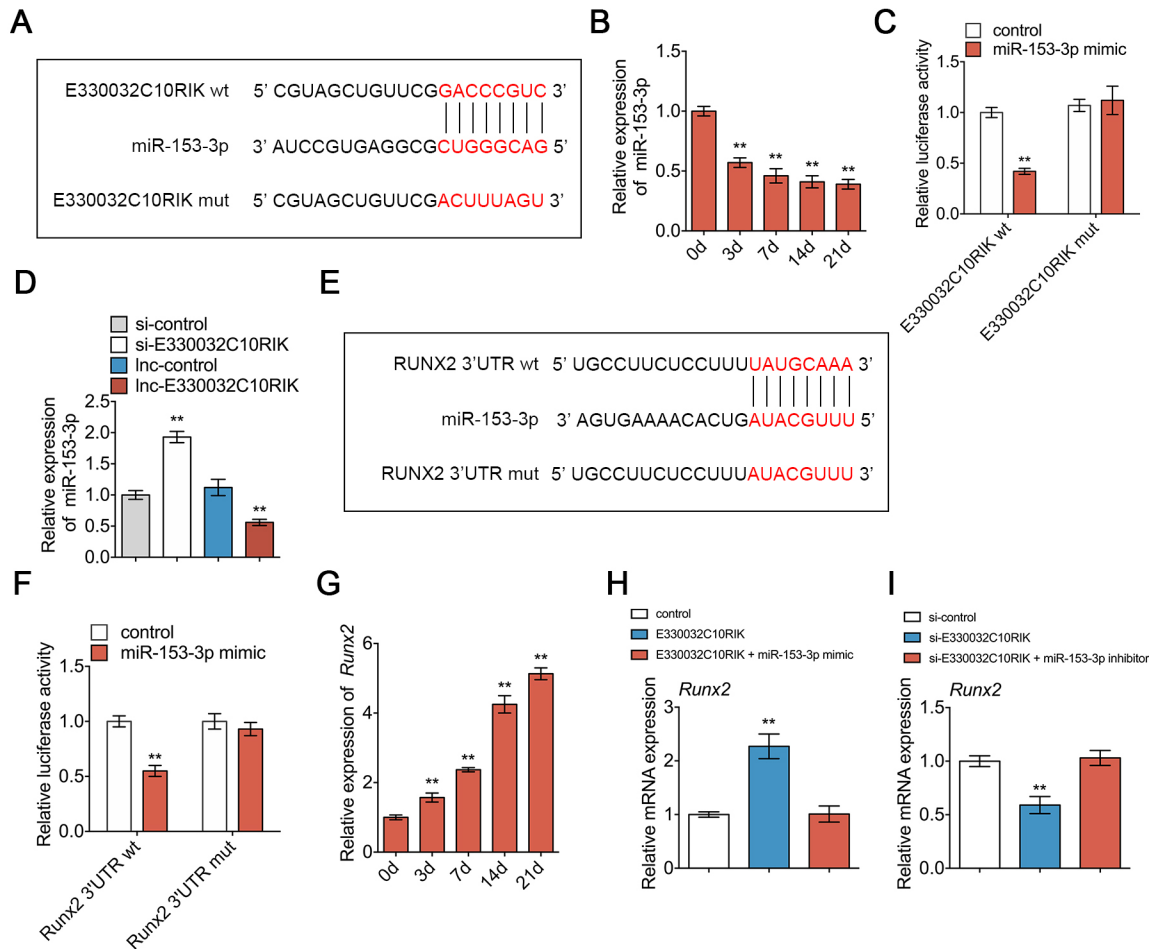 A
E330032C10RIK wt 5' CGUAGCUGUUCGGACCCGUC 3'
miR-153-3p 3' AUCCGUGAGGCGCUGGGCAG 5'
E330032C10RIK mut 5' CGUAGCUGUUCGACUUUAGU 3'
B
Relative expression
of miR-153-3p
1.5
1.0
0.5
0.0
**
**
**
**
0d
3d
7d
14d
21d
C
control
miR-153-3p mimic
Relative luciferase activity
1.5
1.0
0.5
0.0
**
E330032C10RIK wt
E330032C10RIK mut
D
si-control
si-E330032C10RIK
lnc-control
lnc-E330032C10RIK
Relative expression
of miR-153-3p
2.5
2.0
1.5
1.0
0.5
0.0
**
**
E
RUNX2 3'UTR wt 5' UGCCUUCUCCUUUUAUGCAAA 3'
miR-153-3p 3' AGUGAAAACACUGAUACGUUU 5'
RUNX2 3'UTR mut 5' UGCCUUCUCCUUUAUACGUUU 3'
F
control
miR-153-3p mimic
Relative luciferase activity
1.5
1.0
0.5
0.0
**
Runx2 3'UTR wt
Runx2 3'UTR mut
G
Relative expression of Runx2
6
4
2
0
**
**
**
**
0d
3d
7d
14d
21d
H
control
E330032C10RIK
E330032C10RIK + miR-153-3p mimic
Runx2
Relative mRNA expression
3
2
1
0
**
I
si-control
si-E330032C10RIK
si-E330032C10RIK + miR-153-3p inhibitor
Runx2
Relative mRNA expression
1.5
1.0
0.5
0.0
**